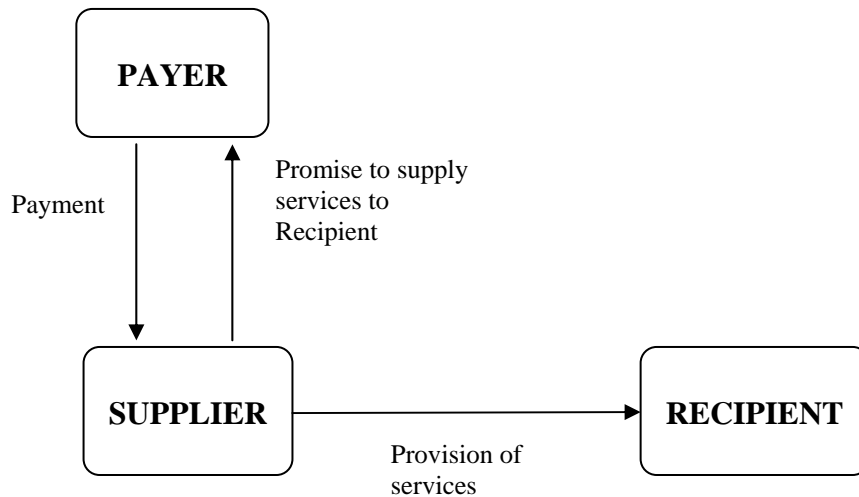 PAYER
Payment
Promise to supply
services to
Recipient
SUPPLIER
RECIPIENT
Provision of
services